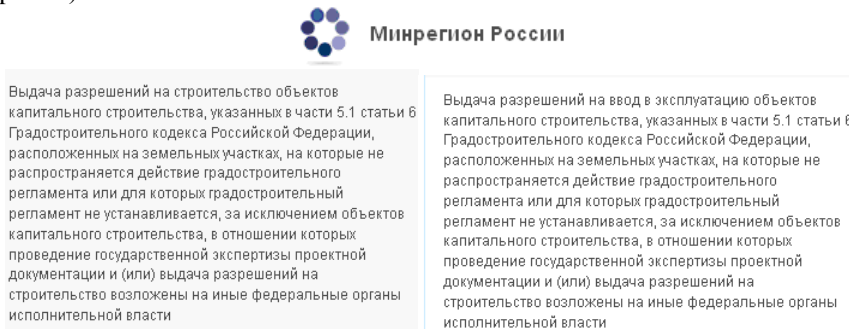 Минрегион России
Выдача разрешений на строительство объектов
капитального строительства, указанных в части 5.1 статьи 6
Градостроительного кодекса Российской Федерации,
расположенных на земельных участках, на которые не
распространяется действие градостроительного
регламента или для которых градостроительный
регламент не устанавливается, за исключением объектов
капитального строительства, в отношении которых
проведение государственной экспертизы проектной
документации и (или) выдача разрешений на
строительство возложены на иные федеральные органы
исполнительной власти
Выдача разрешений на ввод в эксплуатацию объектов
капитального строительства, указанных в части 5.1 статьи 6
Градостроительного кодекса Российской Федерации,
расположенных на земельных участках, на которые не
распространяется действие градостроительного
регламента или для которых градостроительный
регламент не устанавливается, за исключением объектов
капитального строительства, в отношении которых
проведение государственной экспертизы проектной
документации и (или) выдача разрешений на
строительство возложены на иные федеральные органы
исполнительной власти